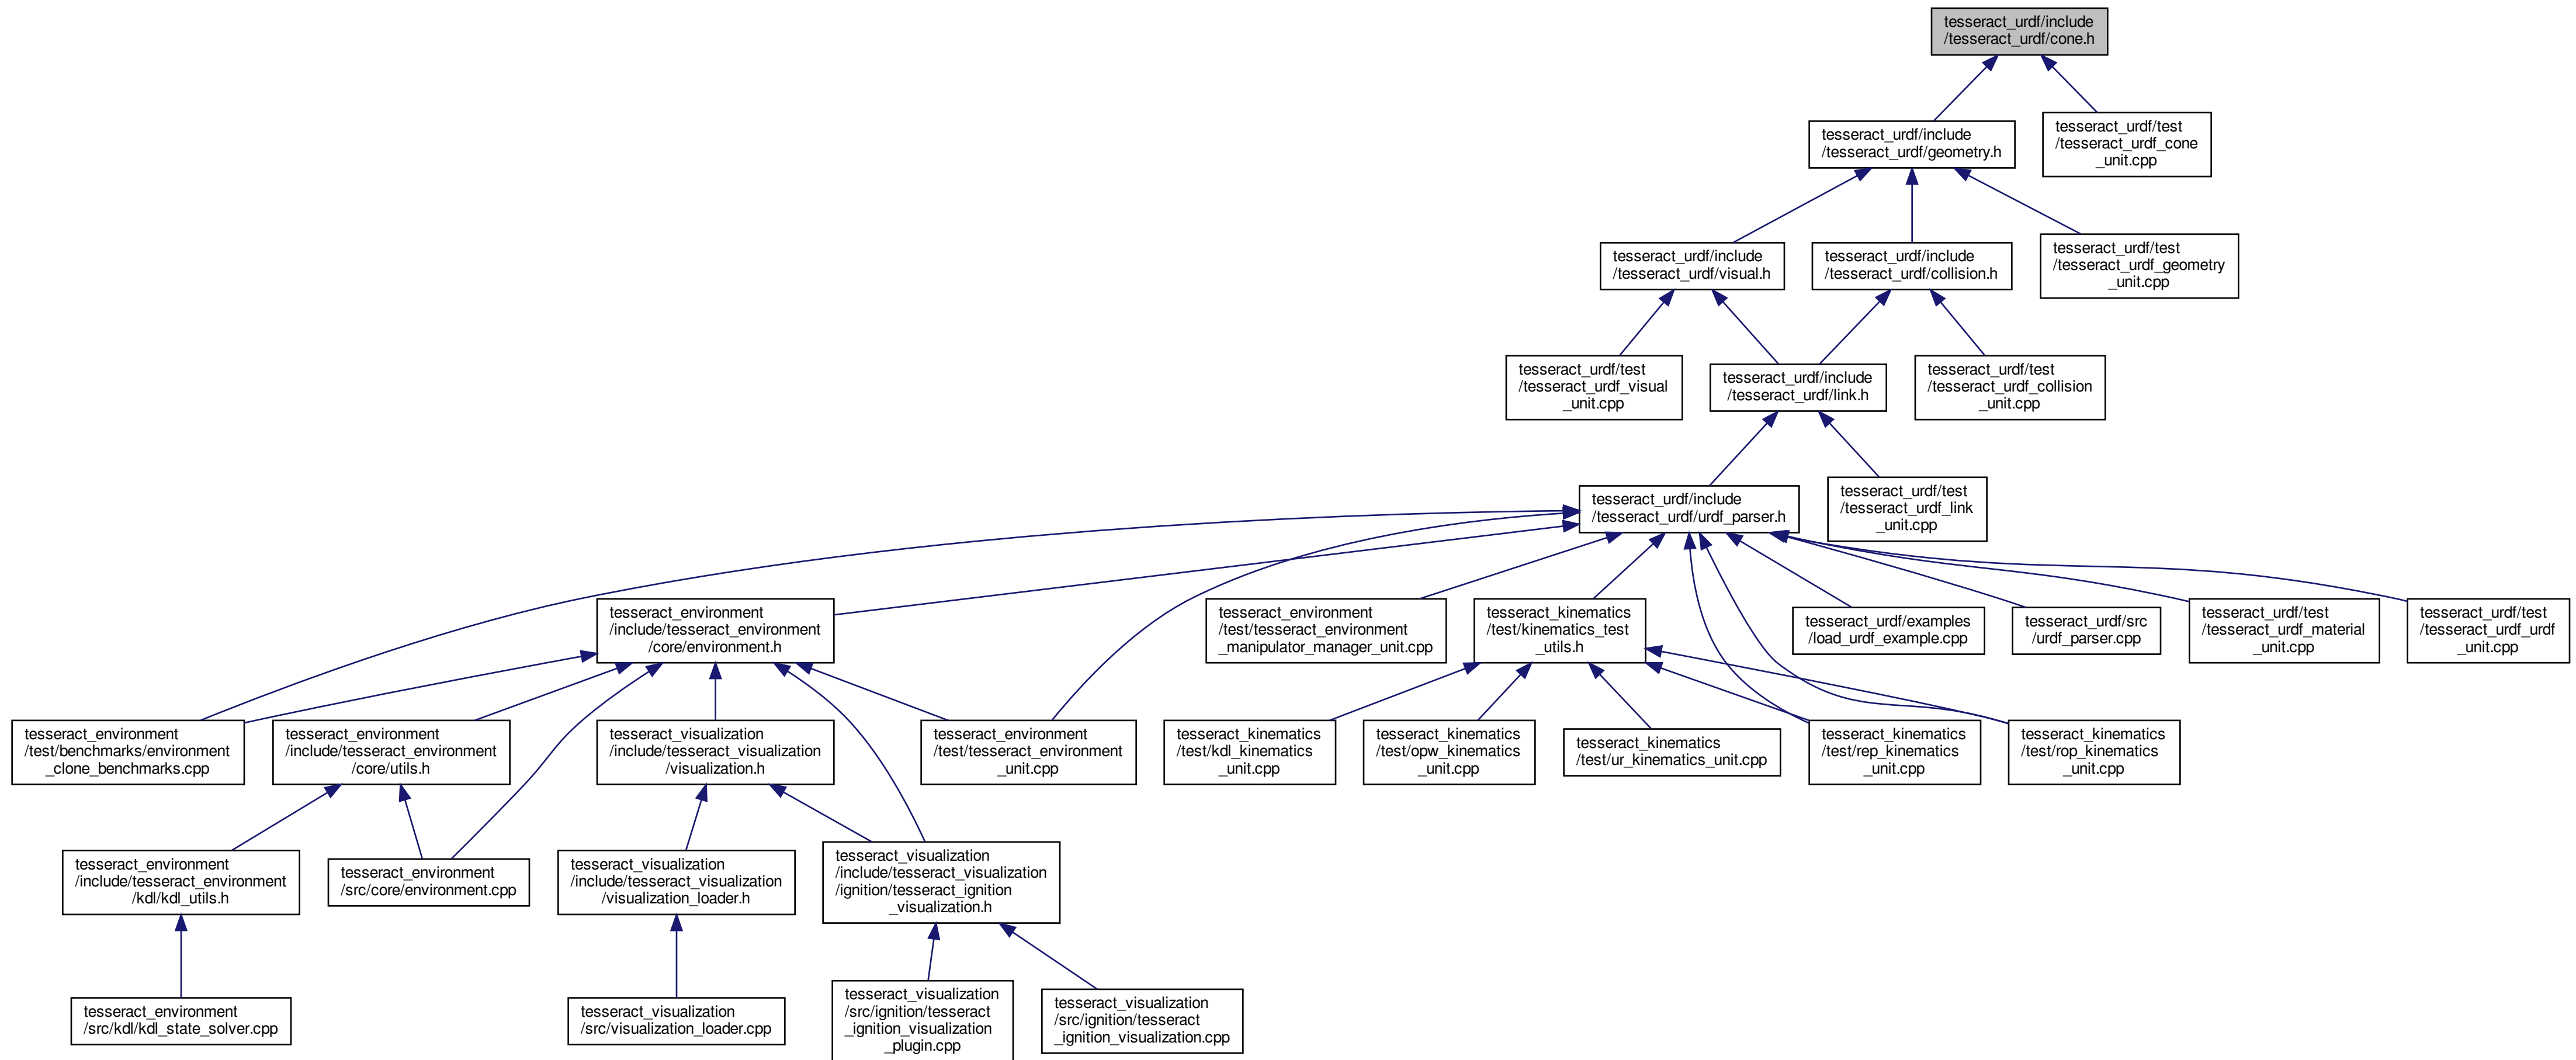 tesseract_urdf/include
/tesseract_urdf/cone.h
tesseract_urdf/include
/tesseract_urdf/geometry.h
tesseract_urdf/test
/tesseract_urdf_cone
_unit.cpp
tesseract_urdf/include
/tesseract_urdf/visual.h
tesseract_urdf/include
/tesseract_urdf/collision.h
tesseract_urdf/test
/tesseract_urdf_geometry
_unit.cpp
tesseract_urdf/test
/tesseract_urdf_visual
_unit.cpp
tesseract_urdf/include
/tesseract_urdf/link.h
tesseract_urdf/test
/tesseract_urdf_collision
_unit.cpp
tesseract_urdf/include
/tesseract_urdf/urdf_parser.h
tesseract_urdf/test
/tesseract_urdf_link
_unit.cpp
tesseract_environment
/include/tesseract_environment
/core/environment.h
tesseract_environment
/test/tesseract_environment
_manipulator_manager_unit.cpp
tesseract_kinematics
/test/kinematics_test
_utils.h
tesseract_urdf/examples
/load_urdf_example.cpp
tesseract_urdf/src
/urdf_parser.cpp
tesseract_urdf/test
/tesseract_urdf_material
_unit.cpp
tesseract_urdf/test
/tesseract_urdf_urdf
_unit.cpp
tesseract_environment
/test/benchmarks/environment
_clone_benchmarks.cpp
tesseract_environment
/include/tesseract_environment
/core/utils.h
tesseract_visualization
/include/tesseract_visualization
/visualization.h
tesseract_environment
/test/tesseract_environment
_unit.cpp
tesseract_kinematics
/test/kdl_kinematics
_unit.cpp
tesseract_kinematics
/test/opw_kinematics
_unit.cpp
tesseract_kinematics
/test/ur_kinematics_unit.cpp
tesseract_kinematics
/test/rep_kinematics
_unit.cpp
tesseract_kinematics
/test/rop_kinematics
_unit.cpp
tesseract_environment
/include/tesseract_environment
/kdl/kdl_utils.h
tesseract_environment
/src/core/environment.cpp
tesseract_visualization
/include/tesseract_visualization
/visualization_loader.h
tesseract_visualization
/include/tesseract_visualization
/ignition/tesseract_ignition
_visualization.h
tesseract_environment
/src/kdl/kdl_state_solver.cpp
tesseract_visualization
/src/visualization_loader.cpp
tesseract_visualization
/src/ignition/tesseract
_ignition_visualization
_plugin.cpp
tesseract_visualization
/src/ignition/tesseract
_ignition_visualization.cpp